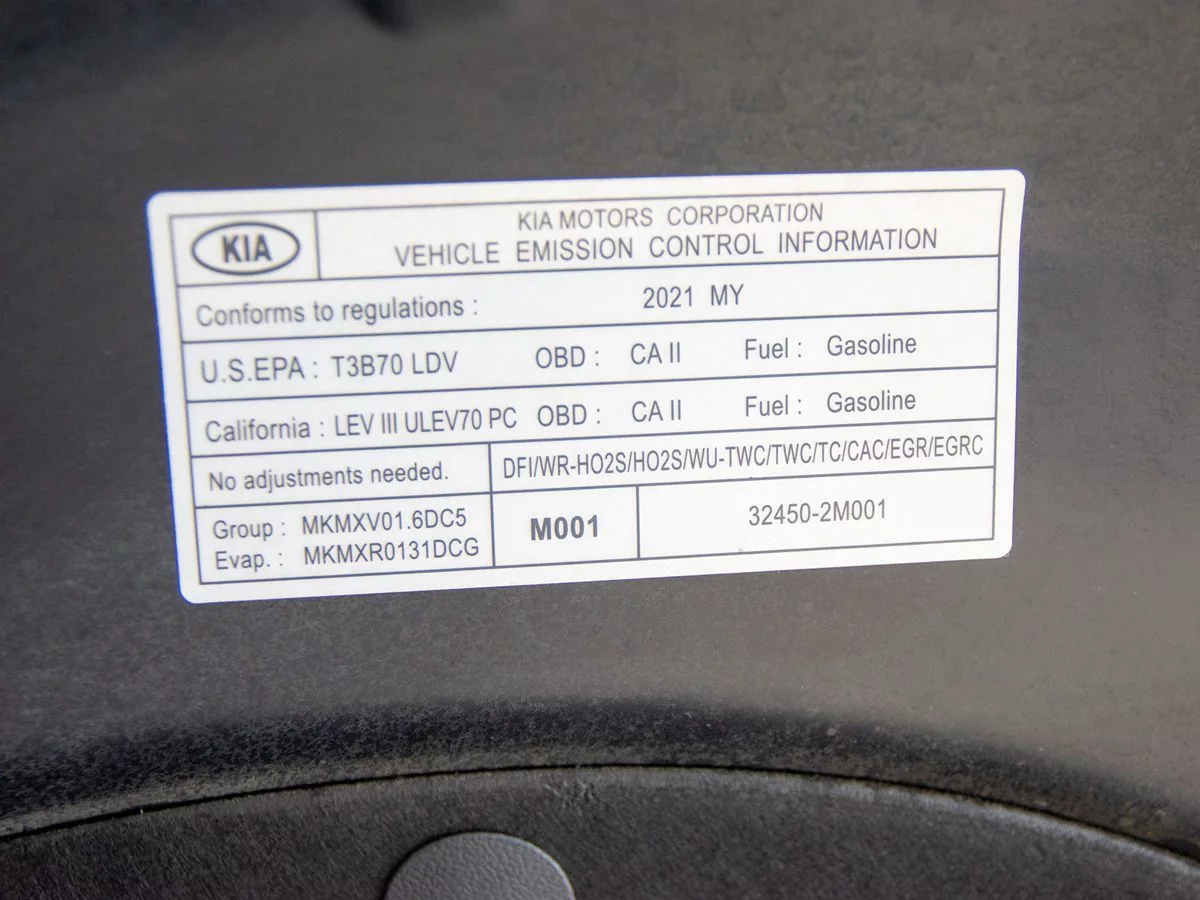 KIA
KIA MOTORS CORPORATION
VEHICLE EMISSION CONTROL INFORMATION
Conforms to regulations : 2021 MY
U.S.EPA : T3B70 LDV OBD : CA II Fuel : Gasoline
California : LEV III ULEV70 PC OBD : CA II Fuel : Gasoline
No adjustments needed. DFI/WR-HO2S/HO2S/WU-TWC/TWC/TC/CAC/EGR/EGRC
Group : MKMXV01.6DC5
Evap. : MKMXR0131DCG
M001
32450-2M001